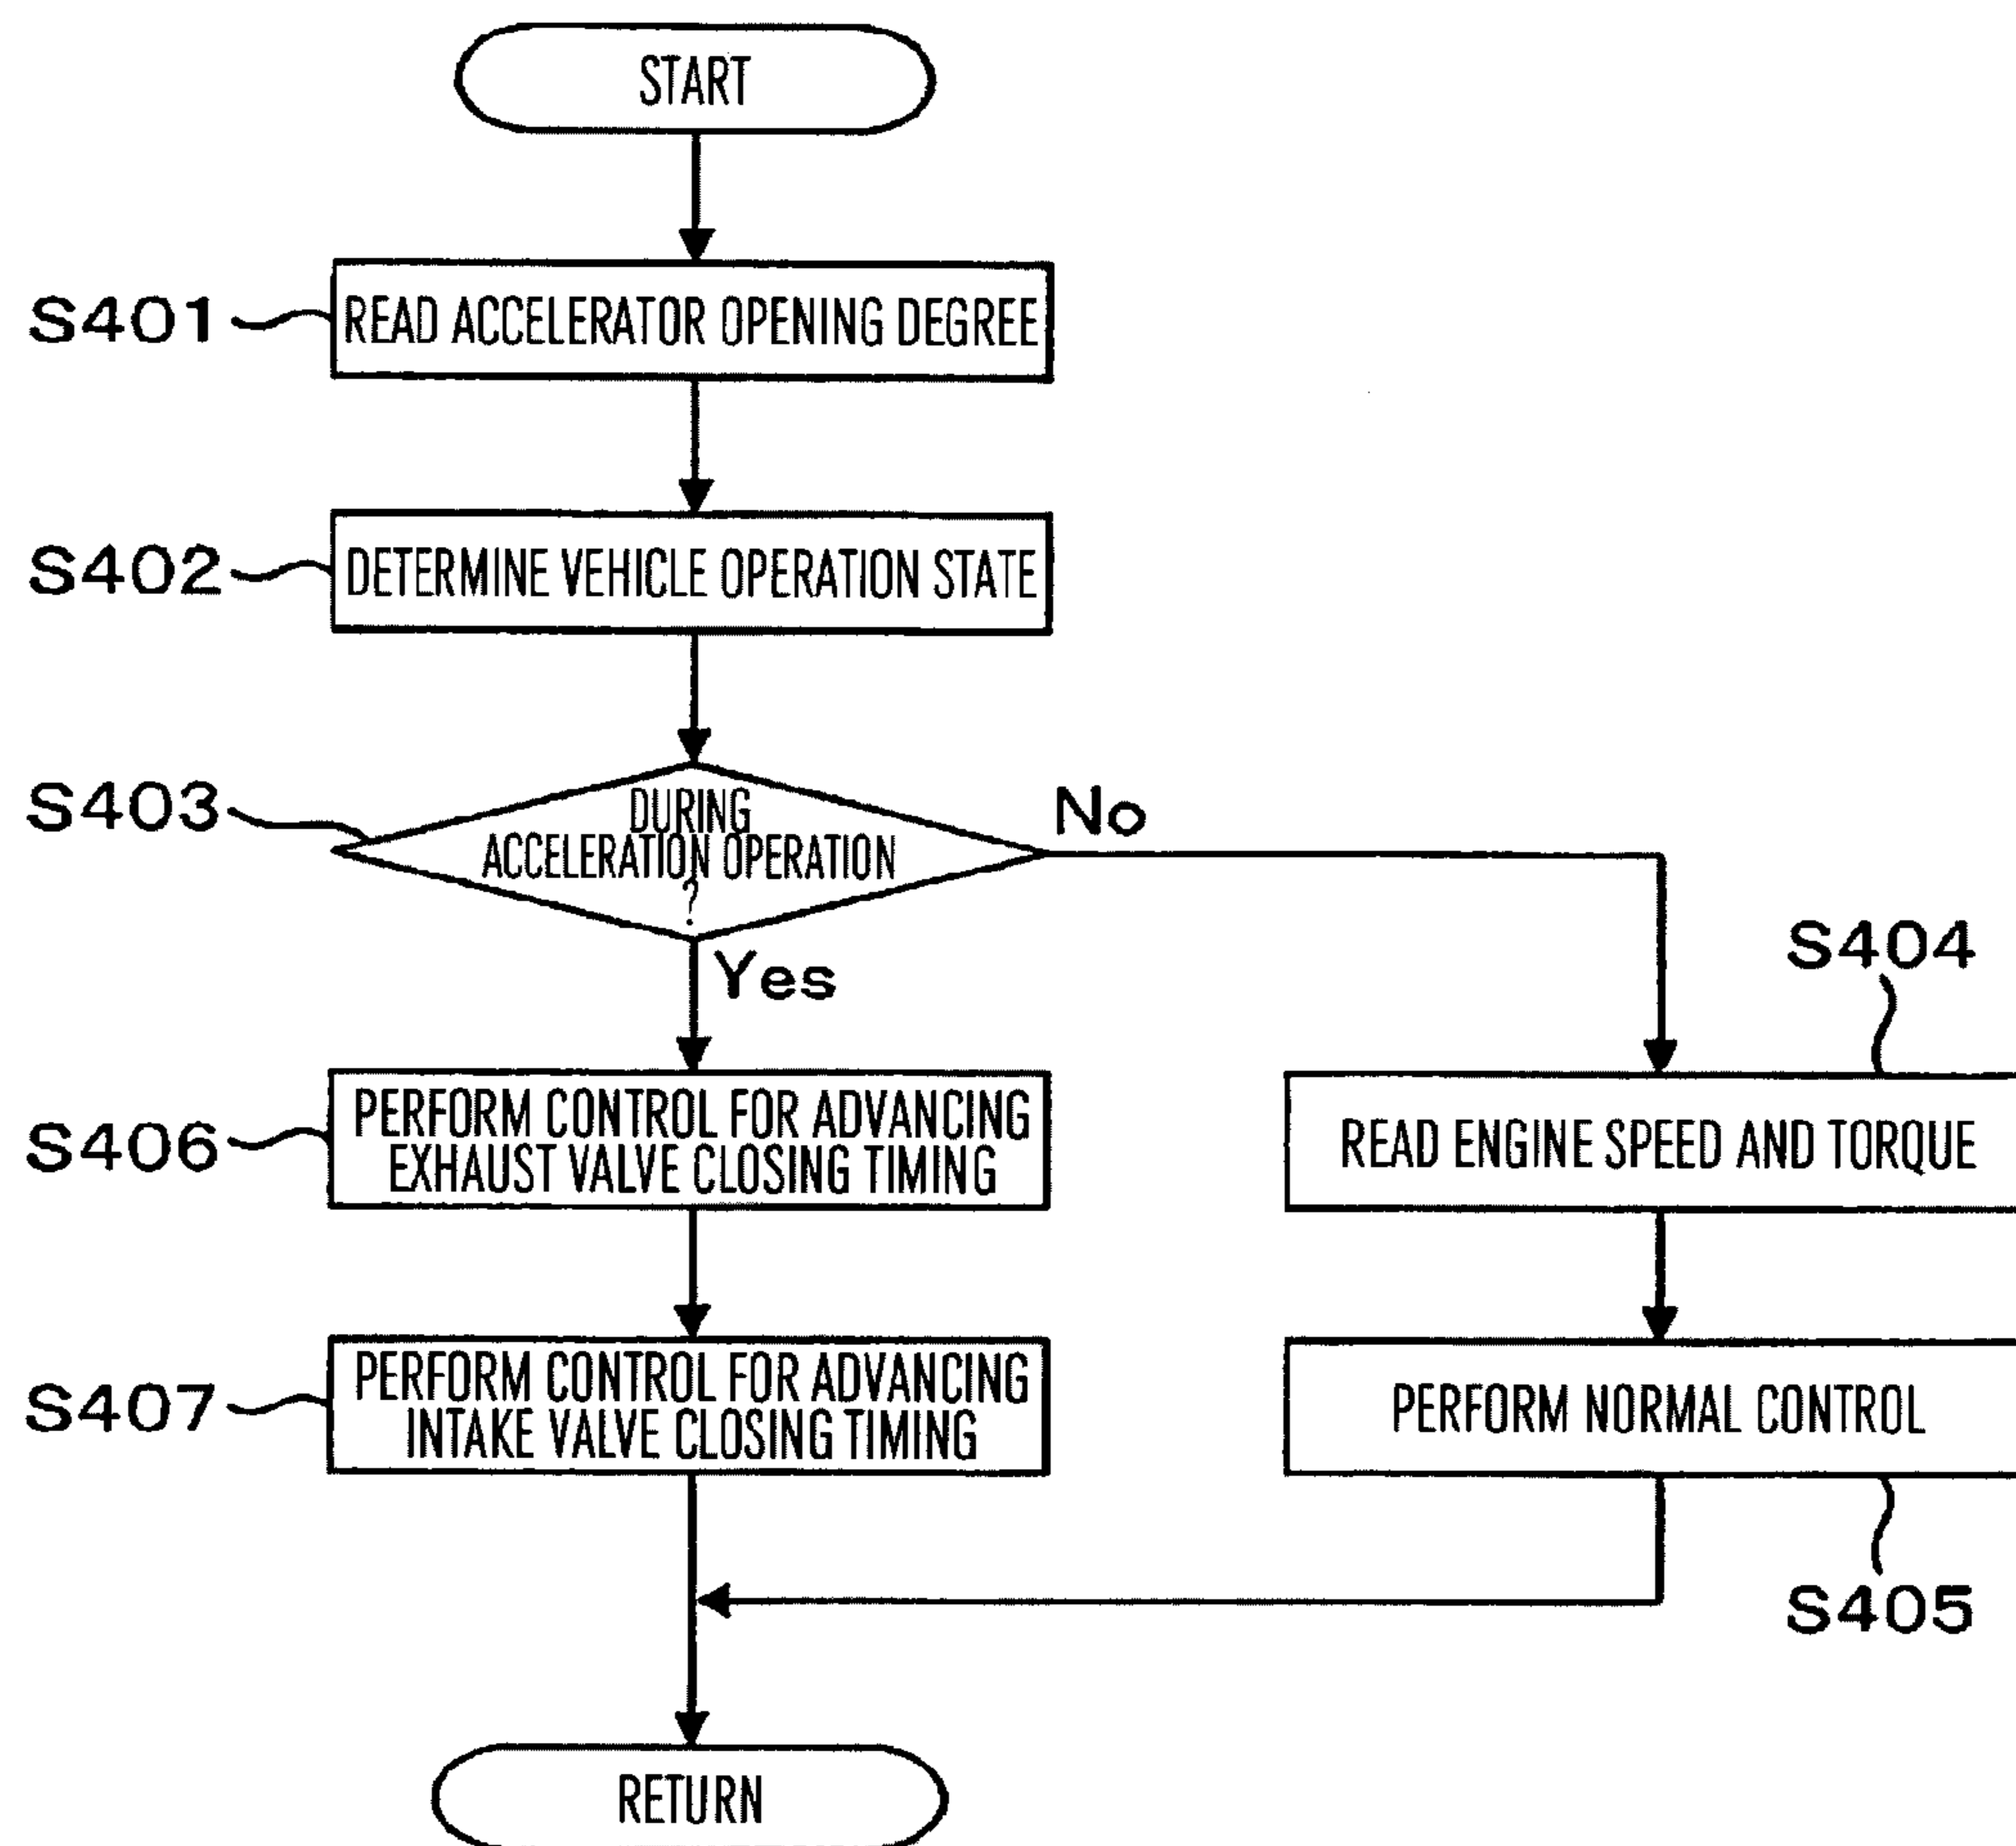 START
S401
READ ACCELERATOR OPENING DEGREE
S402
DETERMINE VEHICLE OPERATION STATE
S403
DURING
ACCELERATION OPERATION
?
No
Yes
S404
READ ENGINE SPEED AND TORQUE
S406
PERFORM CONTROL FOR ADVANCING
EXHAUST VALVE CLOSING TIMING
S407
PERFORM CONTROL FOR ADVANCING
INTAKE VALVE CLOSING TIMING
PERFORM NORMAL CONTROL
S405
RETURN